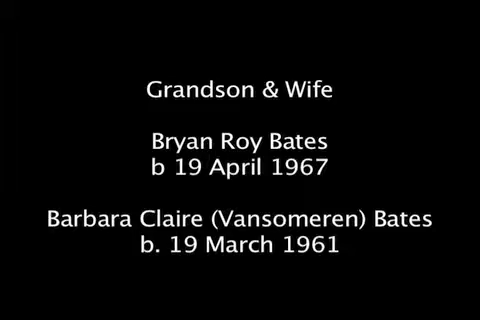 Grandson & Wife
Bryan Roy Bates
b 19 April 1967
Barbara Claire (Vansomeren) Bates
b. 19 March 1961